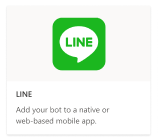 LINE
LINE
Add your bot to a native or
web-based mobile app.